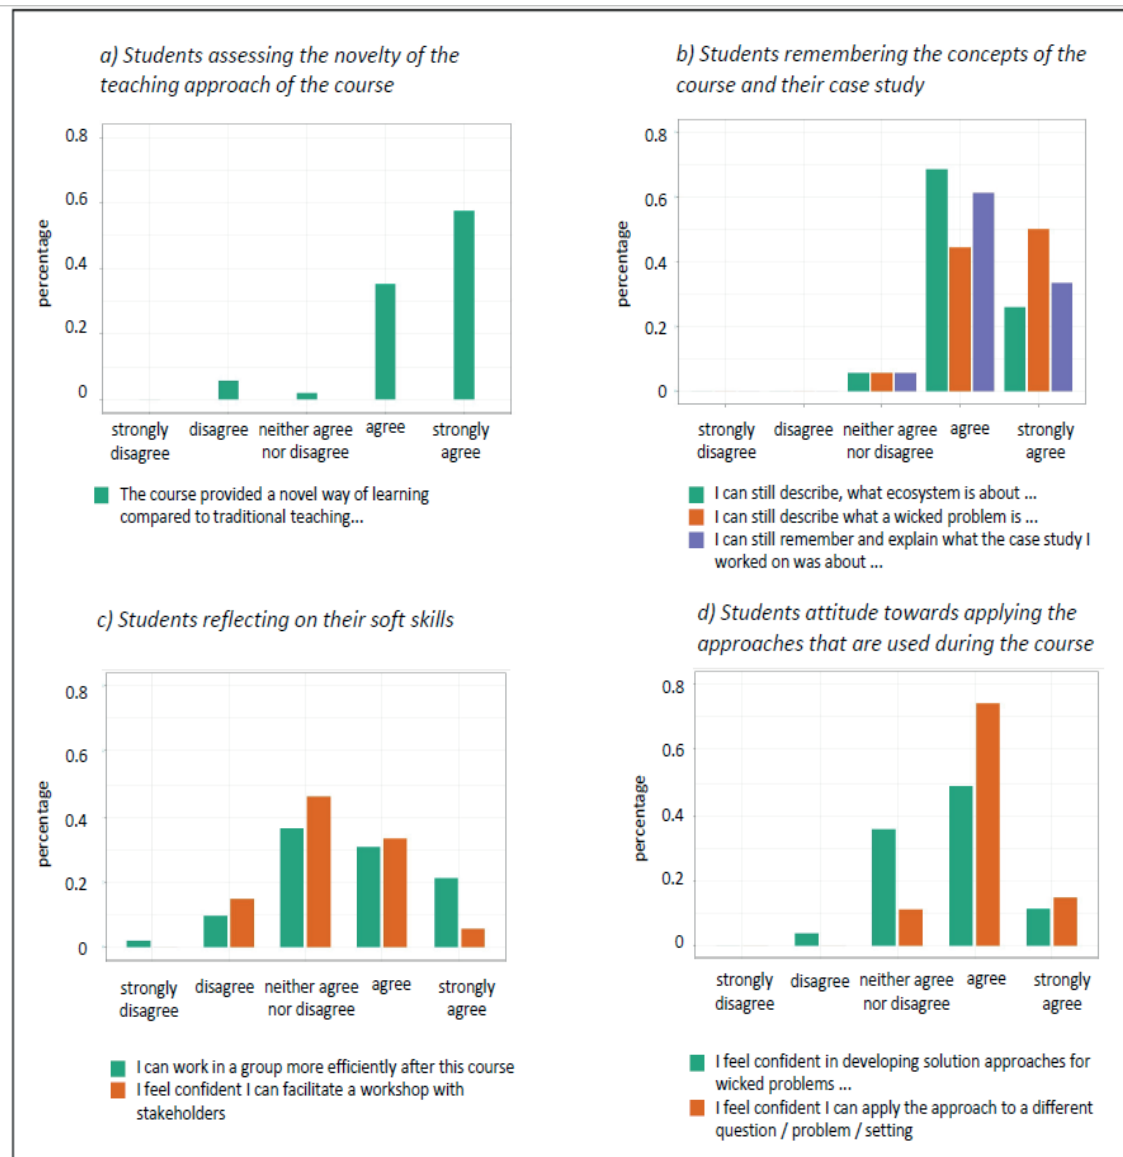 a) Students assessing the novelty of the
teaching approach of the course
0.8
0.6
0.4
0.2
0
percentage
strongly disagree
disagree
neither agree nor disagree
agree
strongly agree
The course provided a novel way of learning
compared to traditional teaching...
b) Students remembering the concepts of the
course and their case study
0.8
0.6
0.4
0.2
0
percentage
strongly disagree
disagree
neither agree nor disagree
agree
strongly agree
I can still describe, what ecosystem is about ...
I can still describe what a wicked problem is ...
I can still remember and explain what the case study I
worked on was about ...
c) Students reflecting on their soft skills
0.8
0.6
0.4
0.2
0
percentage
strongly disagree
disagree
neither agree nor disagree
agree
strongly agree
I can work in a group more efficiently after this course
I feel confident I can facilitate a workshop with
stakeholders
d) Students attitude towards applying the
approaches that are used during the course
0.8
0.6
0.4
0.2
0
percentage
strongly disagree
disagree
neither agree nor disagree
agree
strongly agree
I feel confident in developing solution approaches for
wicked problems ...
I feel confident I can apply the approach to a different
question / problem / setting